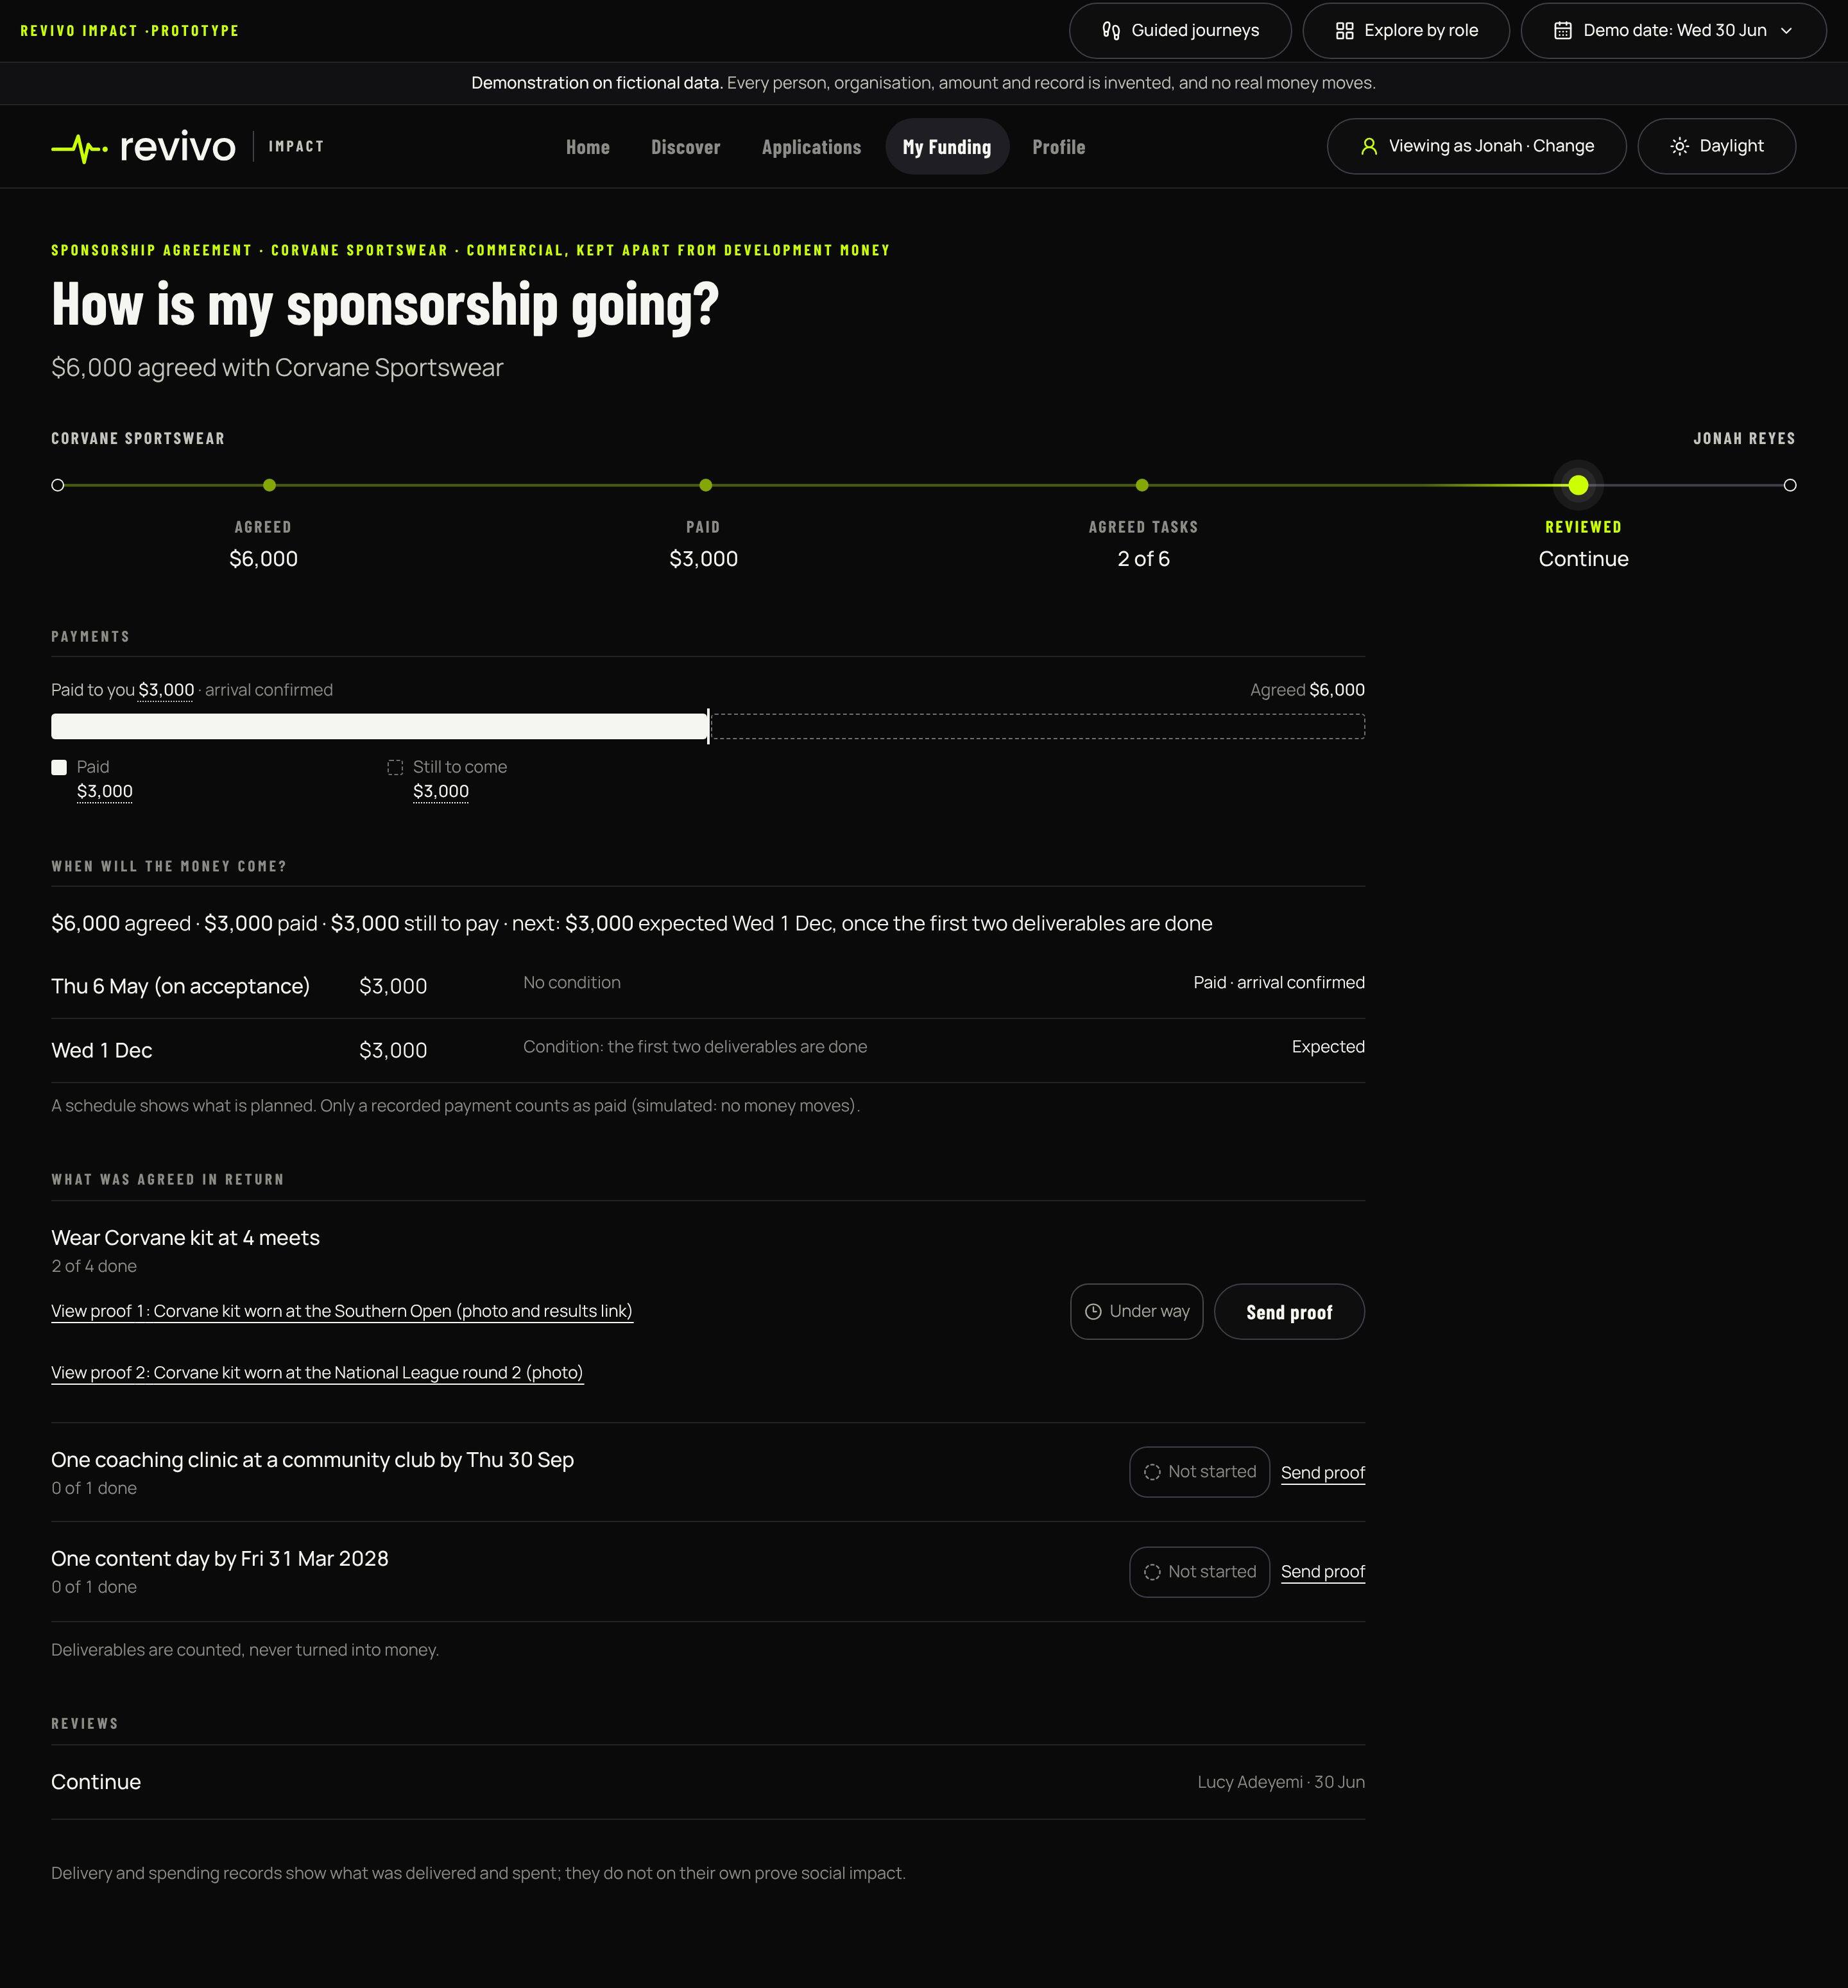 REVIVO IMPACT · PROTOTYPE
Guided journeys
Explore by role
Demo date: Wed 30 Jun
Demonstration on fictional data. Every person, organisation, amount and record is invented, and no real money moves.
revivo IMPACT
Home
Discover
Applications
My Funding
Profile
Viewing as Jonah · Change
Daylight
SPONSORSHIP AGREEMENT · CORVANE SPORTSWEAR · COMMERCIAL, KEPT APART FROM DEVELOPMENT MONEY
How is my sponsorship going?
$6,000 agreed with Corvane Sportswear
CORVANE SPORTSWEAR
JONAH REYES
AGREED
$6,000
PAID
$3,000
AGREED TASKS
2 of 6
REVIEWED
Continue
PAYMENTS
Paid to you $3,000 · arrival confirmed
Agreed $6,000
Paid
$3,000
Still to come
$3,000
WHEN WILL THE MONEY COME?
$6,000 agreed · $3,000 paid · $3,000 still to pay · next: $3,000 expected Wed 1 Dec, once the first two deliverables are done
Thu 6 May (on acceptance) $3,000 No condition Paid · arrival confirmed
Wed 1 Dec $3,000 Condition: the first two deliverables are done Expected
A schedule shows what is planned. Only a recorded payment counts as paid (simulated: no money moves).
WHAT WAS AGREED IN RETURN
Wear Corvane kit at 4 meets
2 of 4 done
View proof 1: Corvane kit worn at the Southern Open (photo and results link)
Under way
Send proof
View proof 2: Corvane kit worn at the National League round 2 (photo)
One coaching clinic at a community club by Thu 30 Sep
0 of 1 done
Not started
Send proof
One content day by Fri 31 Mar 2028
0 of 1 done
Not started
Send proof
Deliverables are counted, never turned into money.
REVIEWS
Continue
Lucy Adeyemi · 30 Jun
Delivery and spending records show what was delivered and spent; they do not on their own prove social impact.